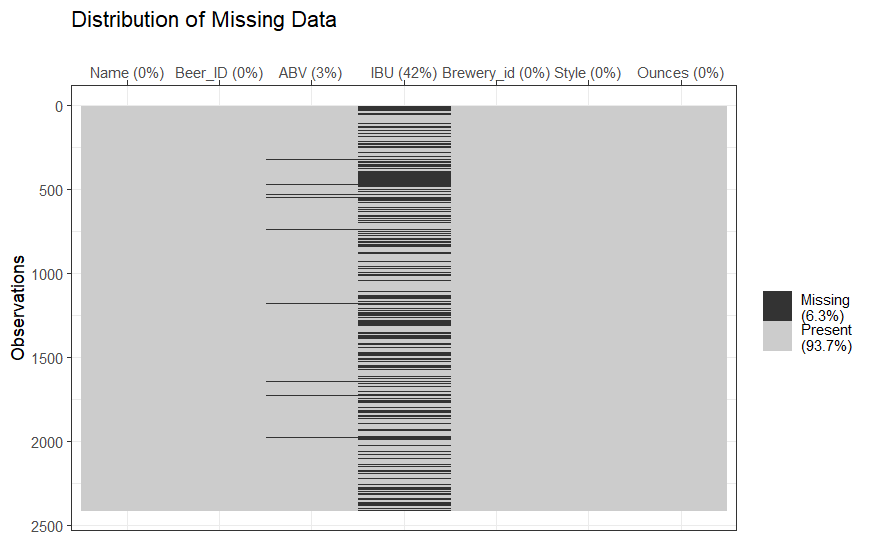 Distribution of Missing Data
Name (0%) Beer_ID (0%) ABV (3%) IBU (42%) Brewery_id (0%) Style (0%) Ounces (0%)
0
500
1000
1500
2000
2500
Observations
Missing
(6.3%)
Present
(93.7%)